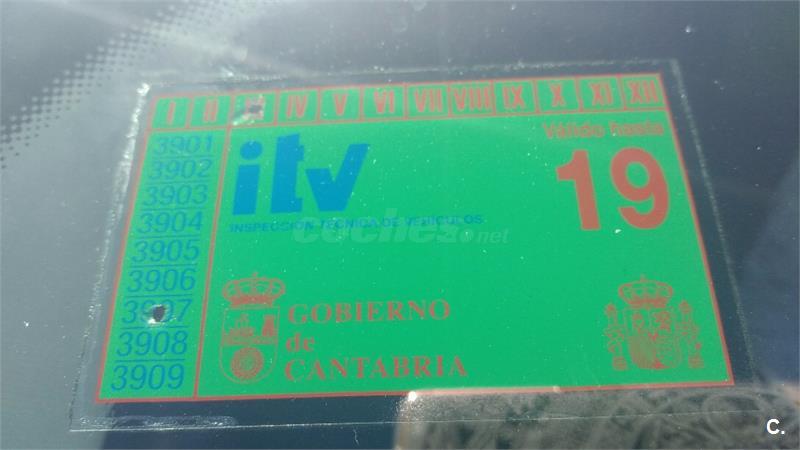 I II III IV V VI VII VIII IX X XI XII
Válido hasta
19
itv
INSPECCIÓN TÉCNICA DE VEHÍCULOS
coches.net
3901
3902
3903
3904
3905
3906
3907
3908
3909
GOBIERNO
de
CANTABRIA
C.